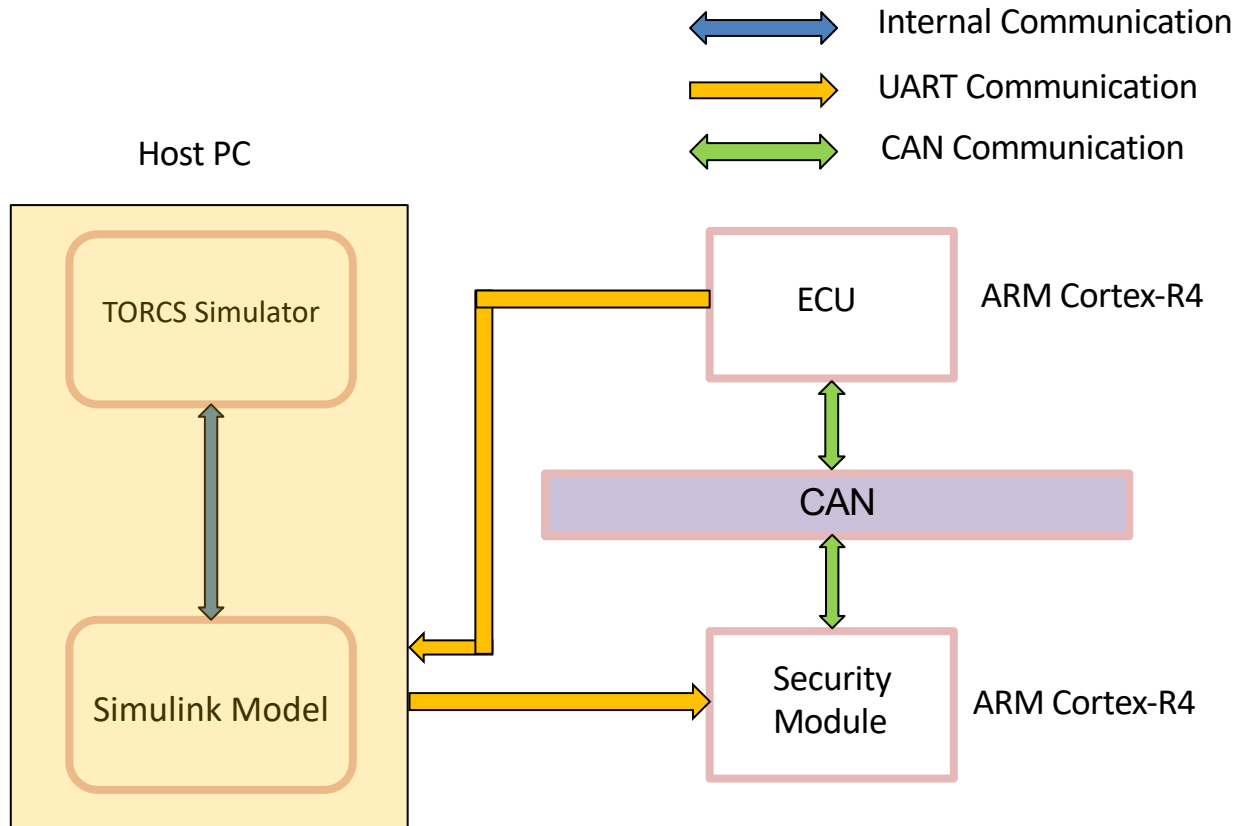 Internal Communication
UART Communication
CAN Communication
Host PC
TORCS Simulator
ECU
ARM Cortex-R4
CAN
Simulink Model
Security
Module
ARM Cortex-R4